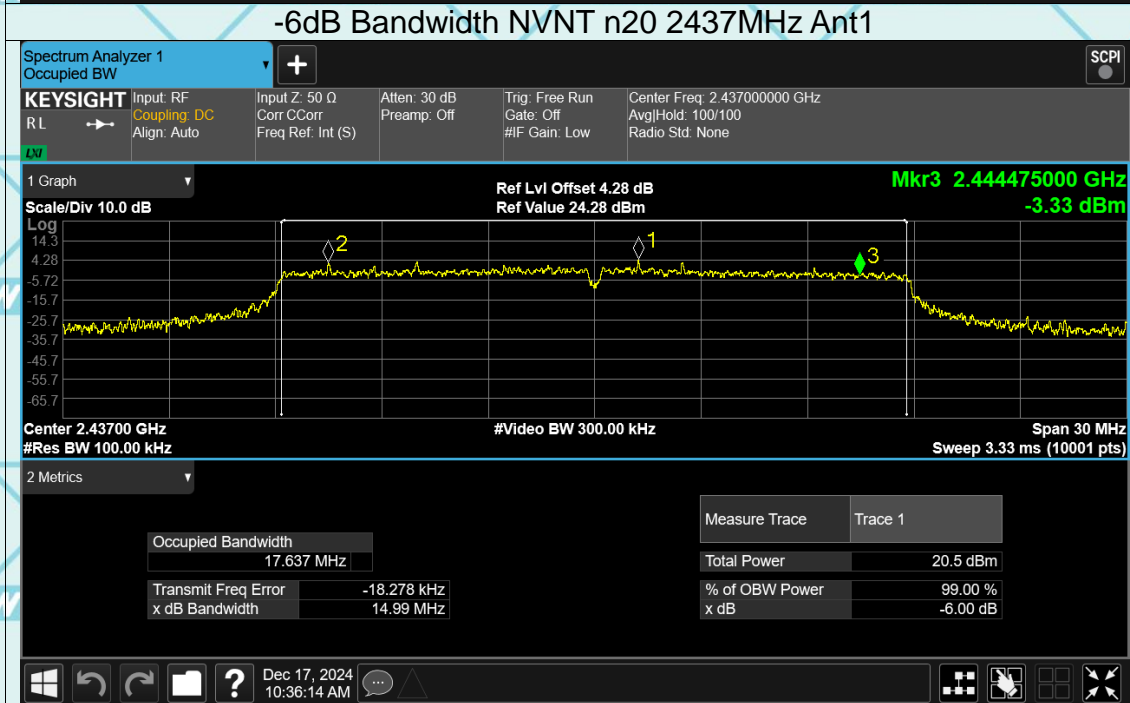 -6dB Bandwidth NVNT n20 2437MHz Ant1
Spectrum Analyzer 1
Occupied BW
+
SCPI
KEYSIGHT
R L
LXI
Input: RF
Coupling: DC
Align: Auto
Input Z: 50 Ω
Corr CCorr
Freq Ref: Int (S)
Atten: 30 dB
Preamp: Off
Trig: Free Run
Gate: Off
#IF Gain: Low
Center Freq: 2.437000000 GHz
Avg|Hold: 100/100
Radio Std: None
1 Graph
Scale/Div 10.0 dB
Ref Lvl Offset 4.28 dB
Ref Value 24.28 dBm
Mkr3 2.444475000 GHz
-3.33 dBm
Log
14.3
4.28
-5.72
-15.7
-25.7
-35.7
-45.7
-55.7
-65.7
2
1
3
Center 2.43700 GHz
#Video BW 300.00 kHz
Span 30 MHz
#Res BW 100.00 kHz
Sweep 3.33 ms (10001 pts)
2 Metrics
Measure Trace Trace 1
Occupied Bandwidth
17.637 MHz
Total Power 20.5 dBm
Transmit Freq Error -18.278 kHz
% of OBW Power 99.00 %
x dB Bandwidth 14.99 MHz
x dB -6.00 dB
?
Dec 17, 2024
10:36:14 AM